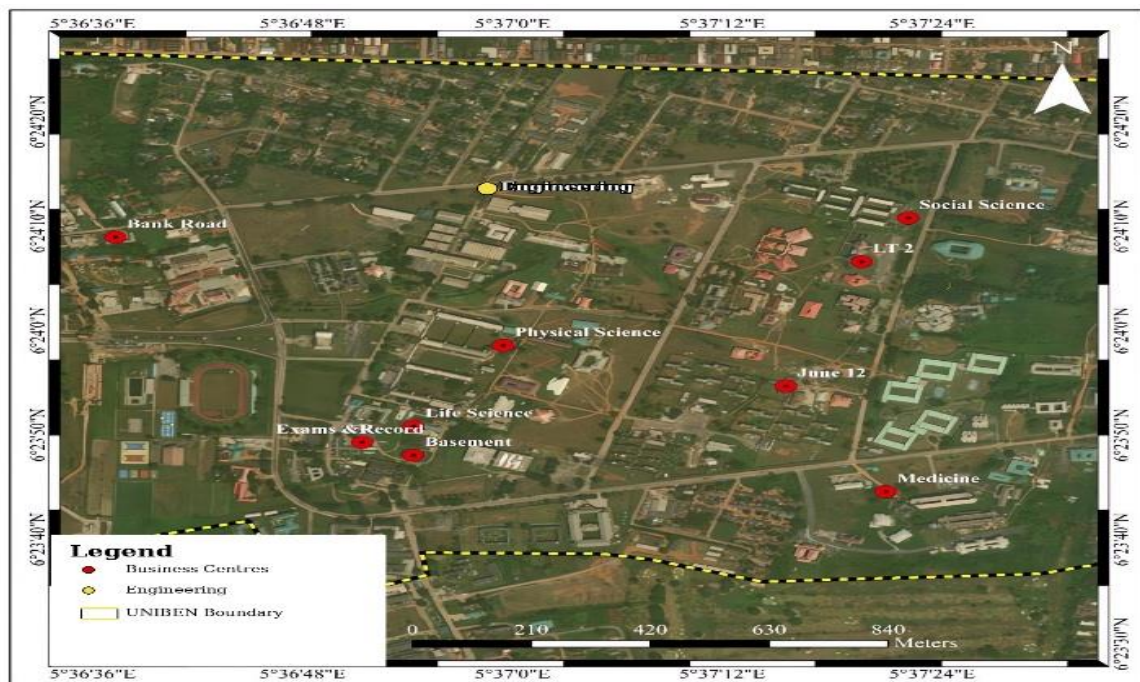 5°36'36"E 5°36'48"E 5°37'0"E 5°37'12"E 5°37'24"E
N
6°24'20"N 6°24'20"N
Engineering
Social Science
6°24'10"N 6°24'10"N
Bank Road
LT 2
6°24'0"N 6°24'0"N
Physical Science
June 12
Life Science
Exams &Record
6°23'50"N 6°23'50"N
Basement
Medicine
6°23'40"N 6°23'40"N
Legend
Business Centres
Engineering
UNIBEN Boundary
0 210 420 630 840
Meters
6°23'30"N
5°36'36"E 5°36'48"E 5°37'0"E 5°37'12"E 5°37'24"E